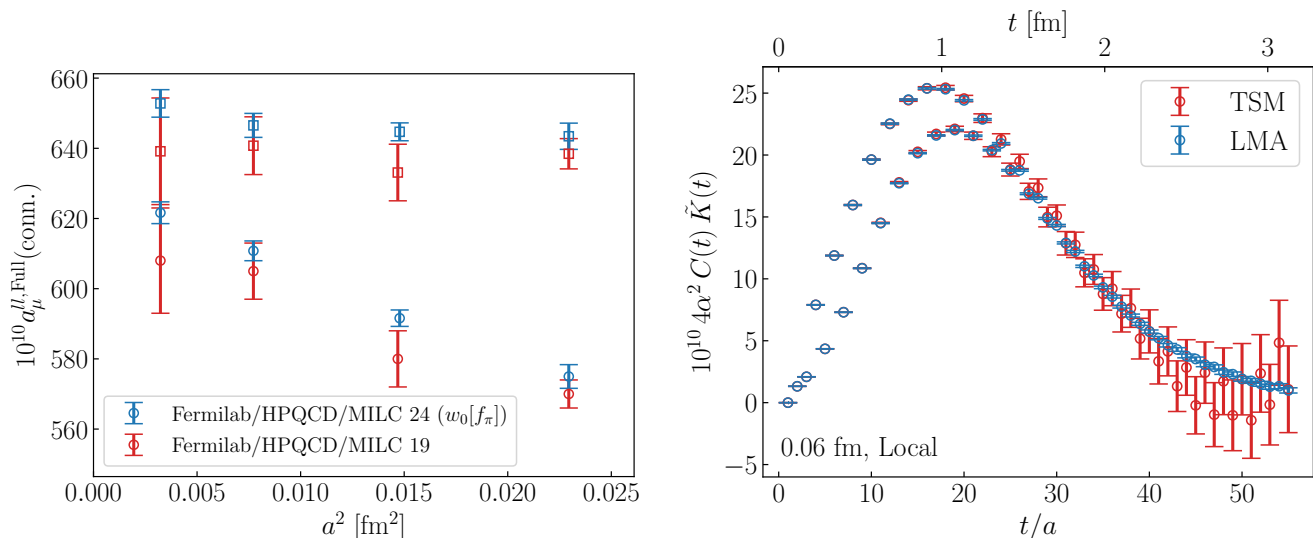 660
640
620
600
580
560
0.000 0.005 0.010 0.015 0.020 0.025
a² [fm²]
10¹⁰ aμ^{ll,Full}(conn.)
Fermilab/HPQCD/MILC 24 (w₀[fπ])
Fermilab/HPQCD/MILC 19
t [fm]
0 1 2 3
25
20
15
10
5
0
−5
0 10 20 30 40 50
t/a
10¹⁰ 4α² C(t) K̃(t)
TSM
LMA
0.06 fm, Local